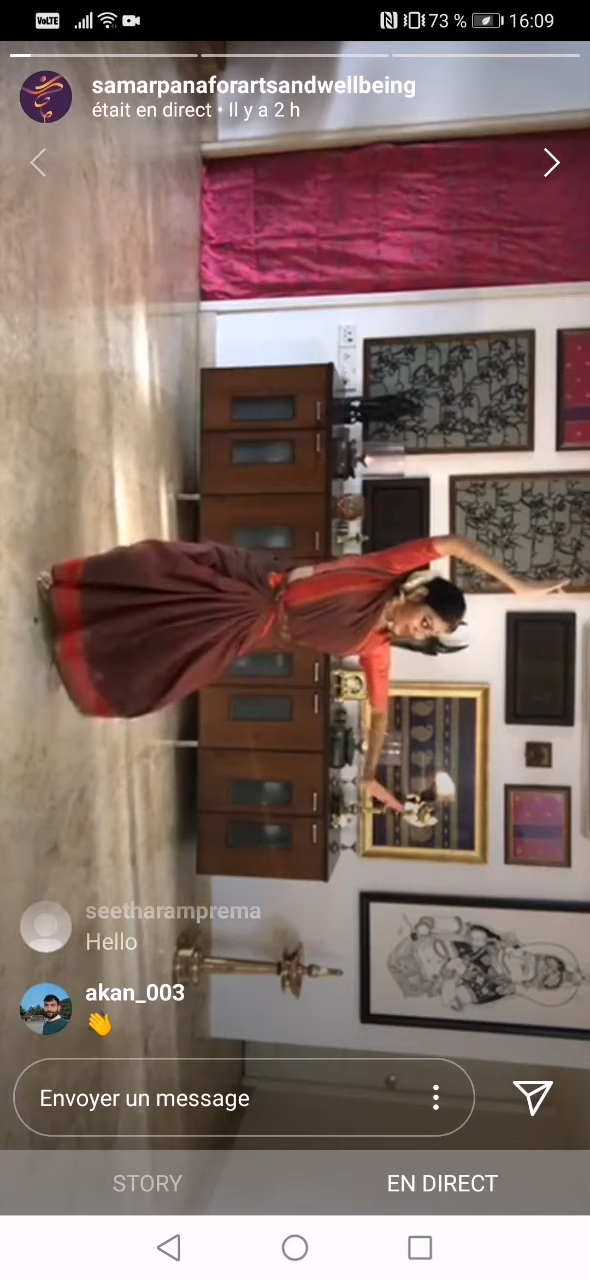 VoLTE 73 % 16:09
samarpanaforartsandwellbeing
était en direct • Il y a 2 h
seetharamprema
Hello
akan_003
👋
Envoyer un message
STORY EN DIRECT